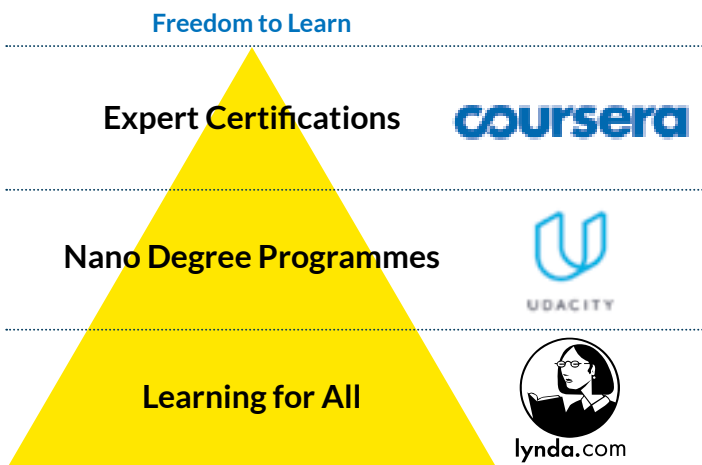 Freedom to Learn
Expert Certifications
coursera
Nano Degree Programmes
UDACITY
Learning for All
lynda.com